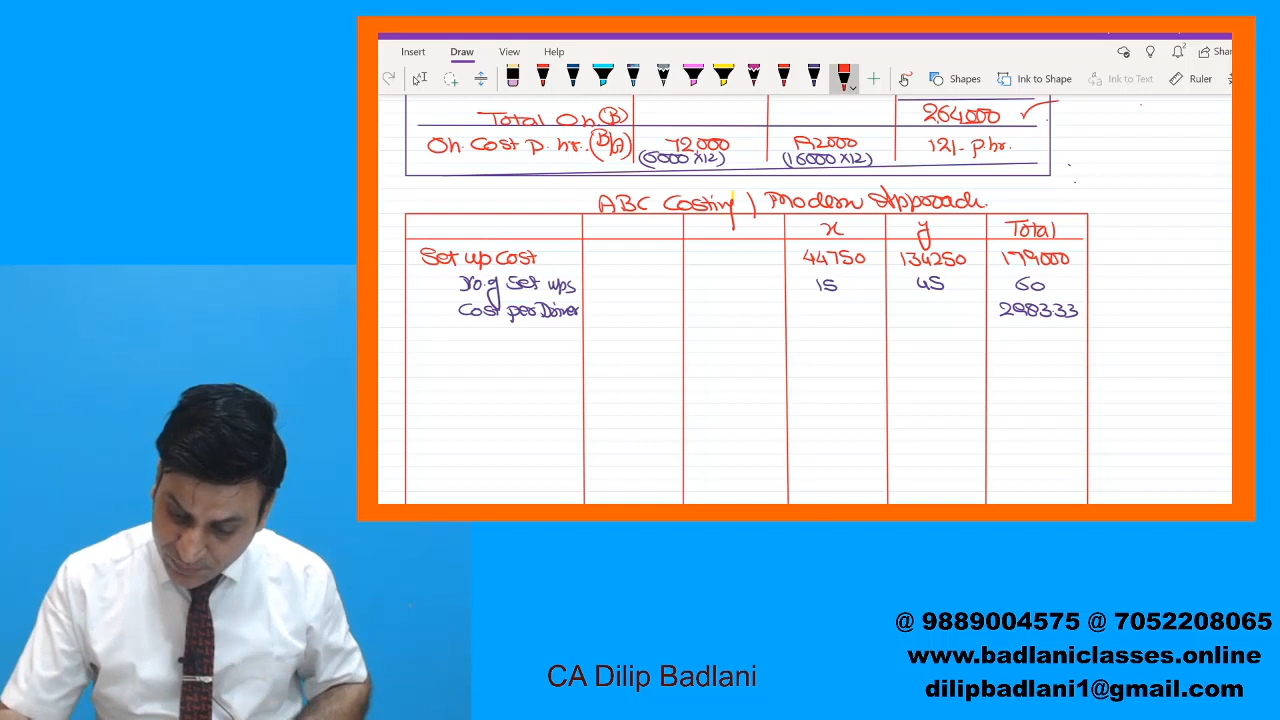 Insert Draw View Help
Shar
Shapes Ink to Shape Ink to Text Ruler
Total Oh. (B) 264000
Oh. Cost p. hr. (B/A) 72000 192000 12/- p.hr.
(6000 x12) (16000 x12)
ABC Costing / Modern Approach.
x y Total
Set up Cost 44750 134250 179000
No. of Set ups 15 45 60
Cost per Driver 2983.33
@ 9889004575 @ 7052208065
www.badlaniclasses.online
CA Dilip Badlani
dilipbadlani1@gmail.com